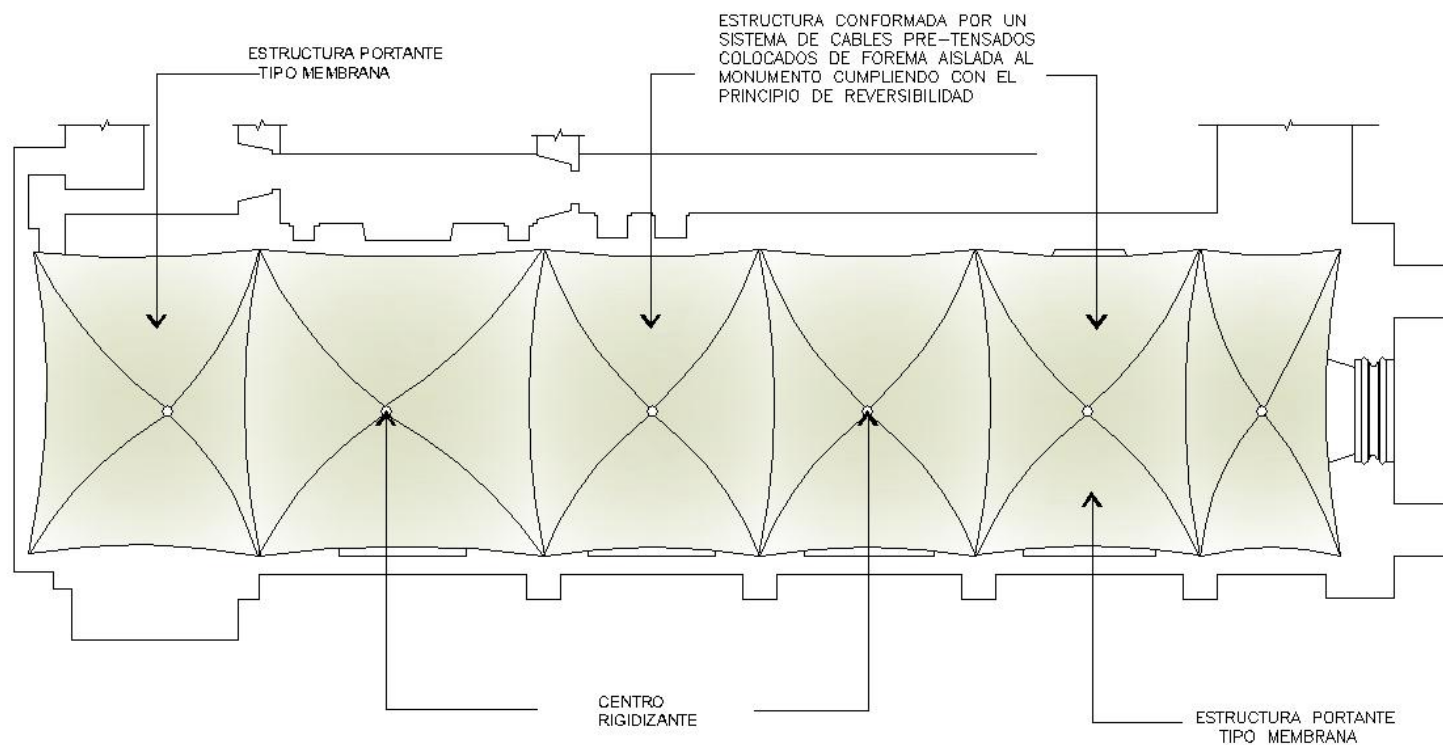 ESTRUCTURA PORTANTE
TIPO MEMBRANA
ESTRUCTURA CONFORMADA POR UN
SISTEMA DE CABLES PRE-TENSADOS
COLOCADOS DE FOREMA AISLADA AL
MONUMENTO CUMPLIENDO CON EL
PRINCIPIO DE REVERSIBILIDAD
CENTRO
RIGIDIZANTE
ESTRUCTURA PORTANTE
TIPO MEMBRANA